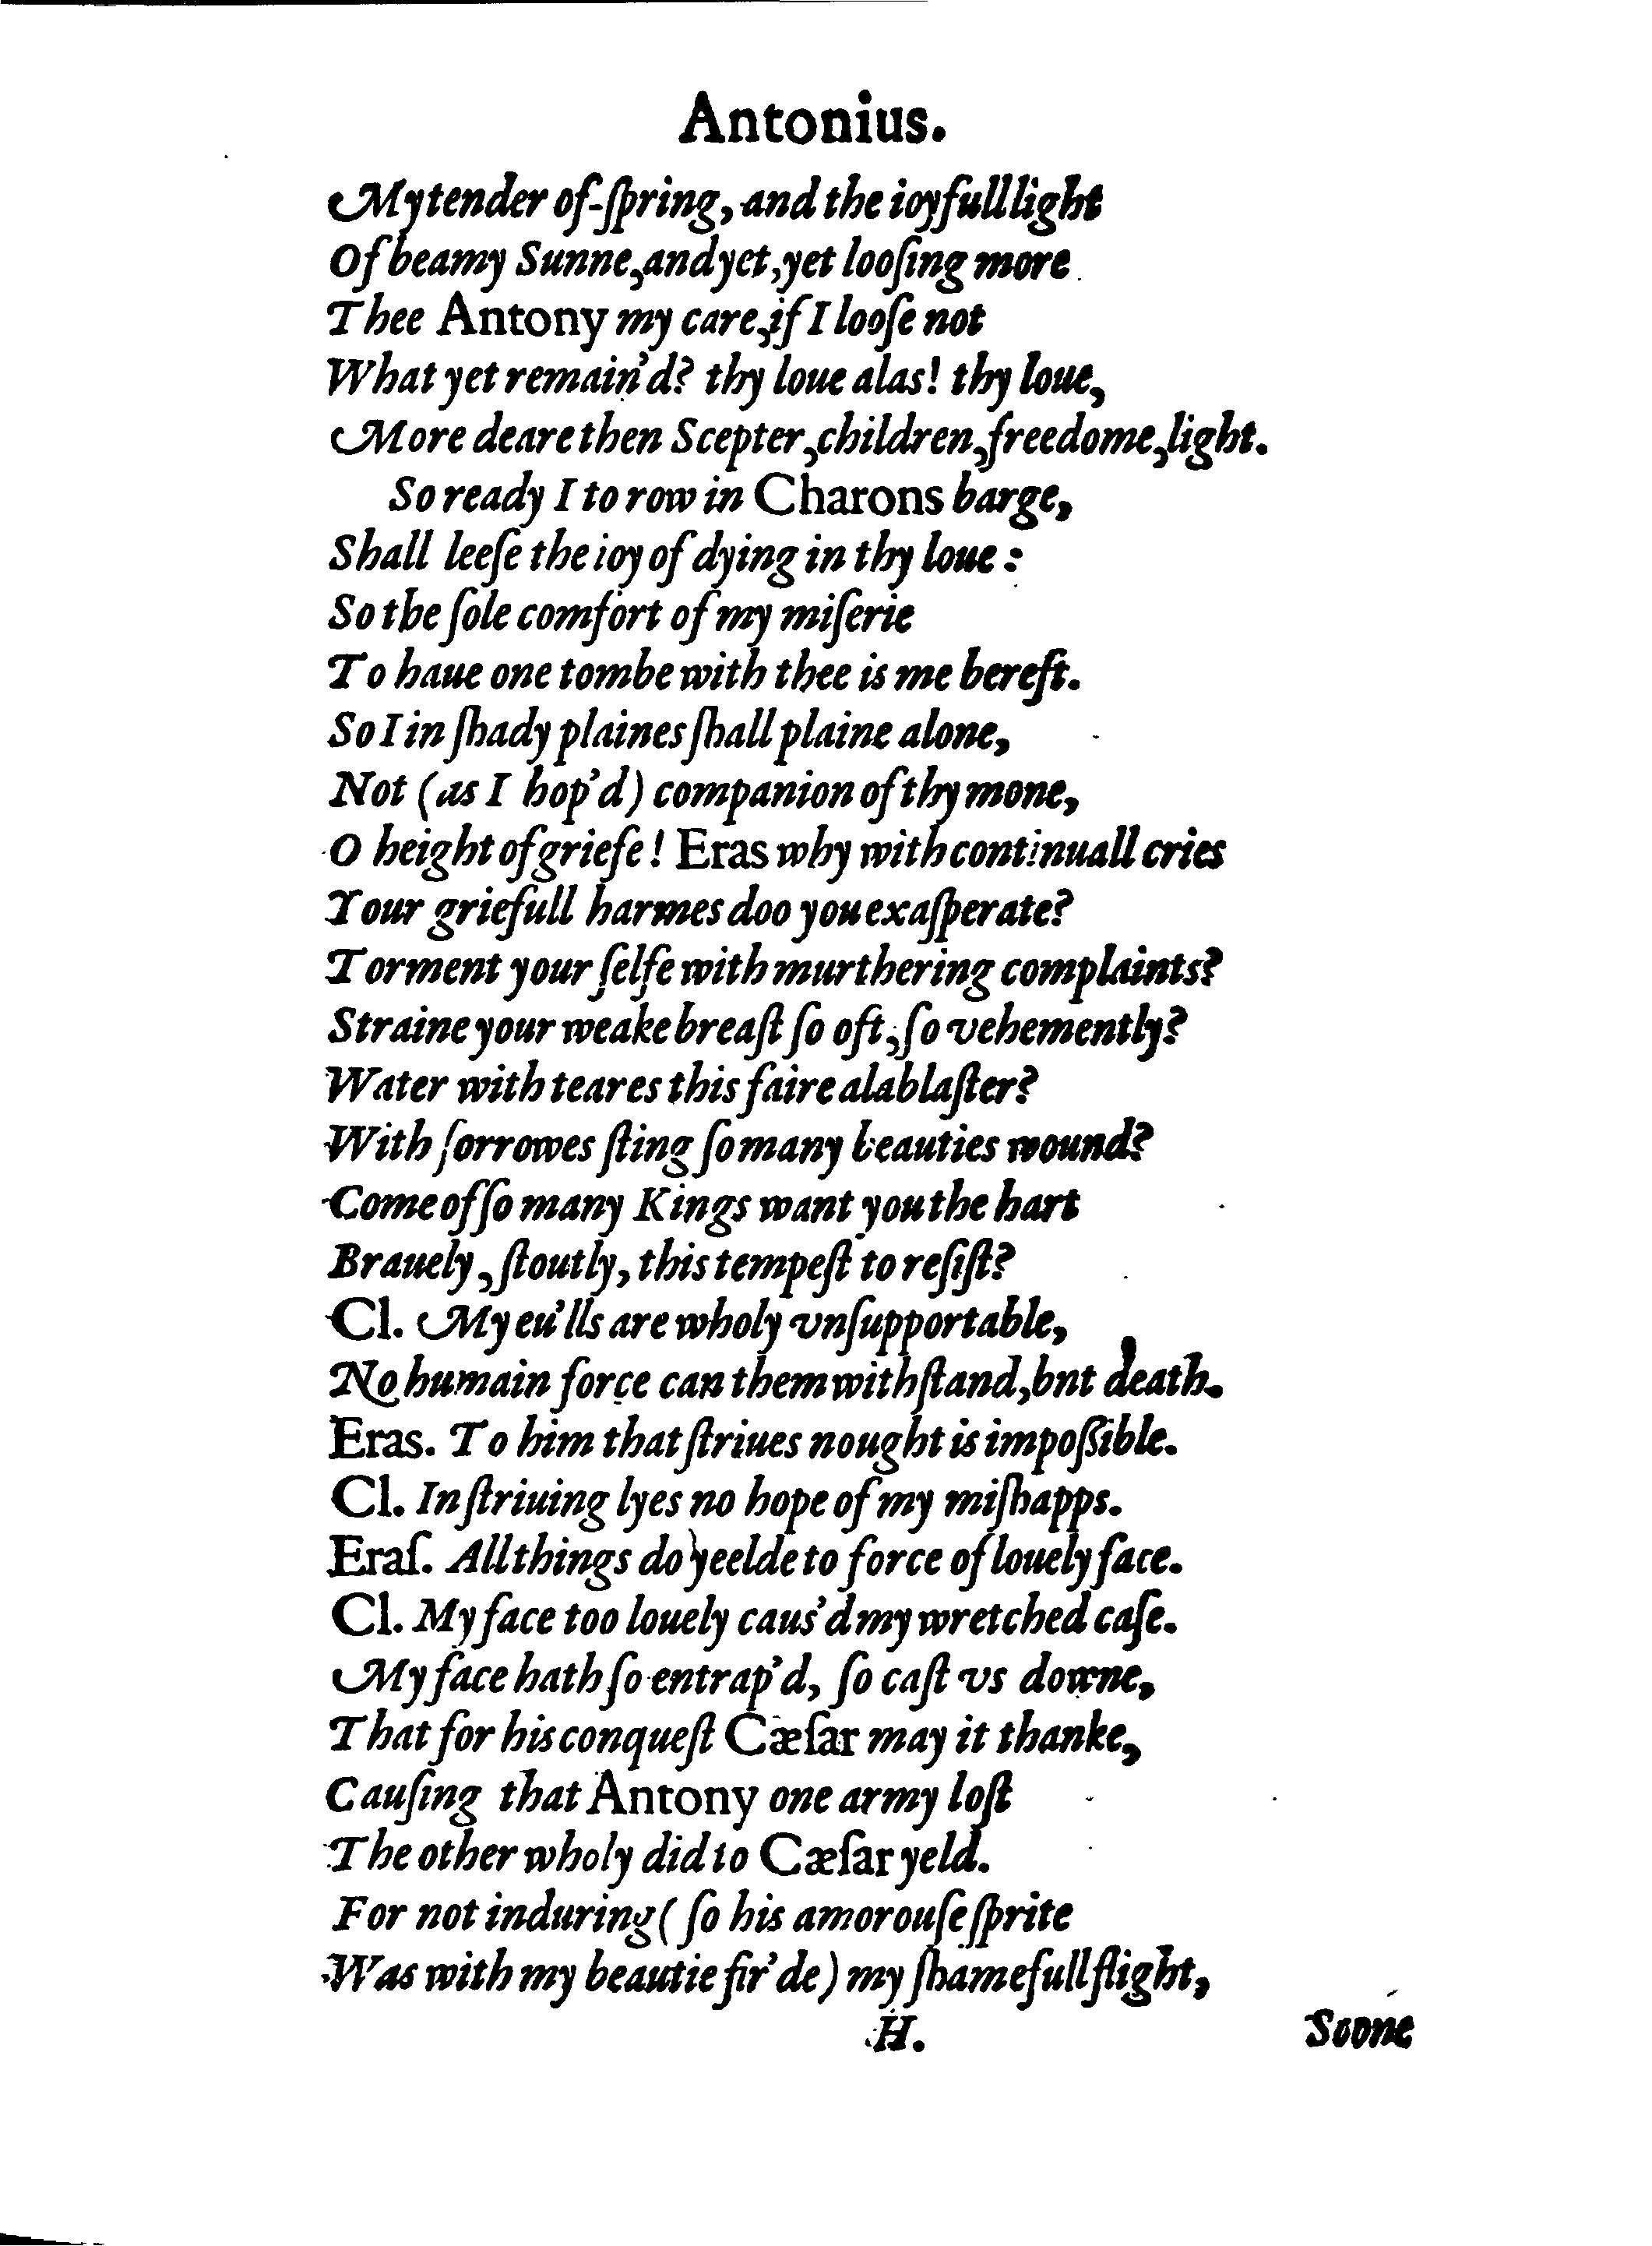 Antonius.
My tender of-ſpring, and the ioyfull light
Of beamy Sunne, and yet, yet looſing more
Thee Antony my care, if I looſe not
What yet remain'd? thy loue alas! thy loue,
More deare then Scepter, children, freedome, light.
So ready I to row in Charons barge,
Shall leeſe the ioy of dying in thy loue:
So the ſole comfort of my miſerie
To haue one tombe with thee is me bereft.
So I in ſhady plaines ſhall plaine alone,
Not (as I hop'd) companion of thy mone,
O height of griefe! Eras why with continuall cries
Your griefull harmes doo you exaſperate?
Torment your ſelfe with murthering complaints?
Straine your weake breaſt ſo oft, ſo vehemently?
Water with teares this faire alablaſter?
With ſorrowes ſting ſo many beauties wound?
Come of ſo many Kings want you the hart
Brauely, ſtoutly, this tempeſt to reſiſt?
Cl. My eu'lls are wholy vnſupportable,
No humain force can them withſtand, bnt death.
Eras. To him that ſtriues nought is impoſſible.
Cl. In ſtriuing lyes no hope of my miſhapps.
Eraſ. All things do yeelde to force of louely face.
Cl. My face too louely caus'd my wretched caſe.
My face hath ſo entrap'd, ſo caſt vs downe,
That for his conqueſt Cæſar may it thanke,
Cauſing that Antony one army loſt
The other wholy did to Cæſar yeld.
For not induring (ſo his amorouſe ſprite
Was with my beautie fir'de) my ſhamefull flight,
H.
Soone